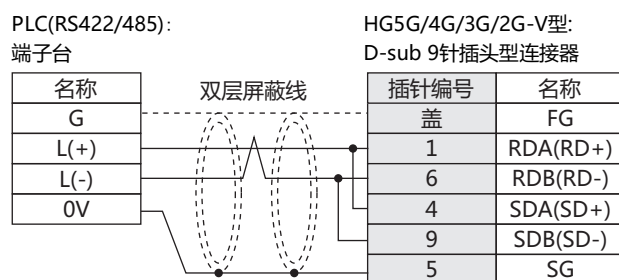 PLC(RS422/485):
端子台
HG5G/4G/3G/2G-V型:
D-sub 9针插头型连接器
名称
双层屏蔽线
插针编号 名称
G
盖 FG
L(+)
1 RDA(RD+)
L(-)
6 RDB(RD-)
0V
4 SDA(SD+)
9 SDB(SD-)
5 SG